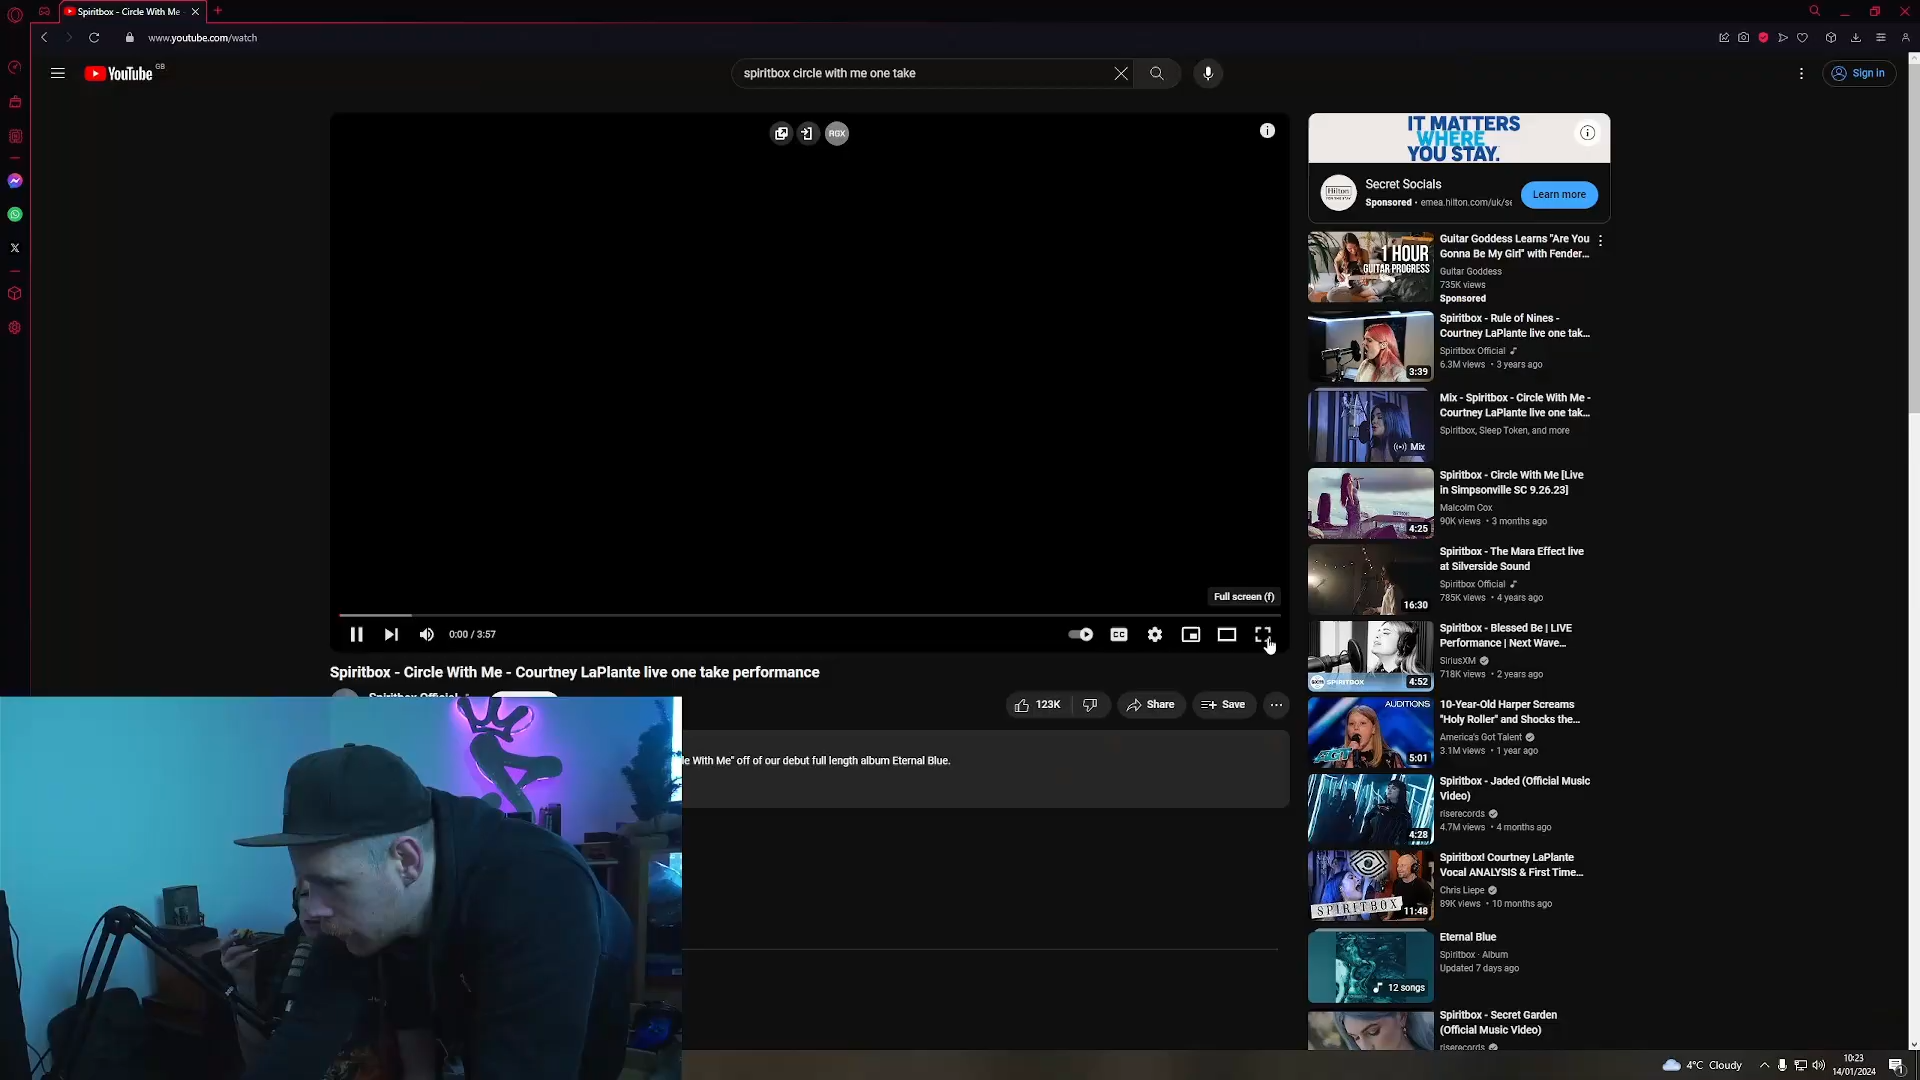 Spiritbox - Circle With Me -
www.youtube.com/watch
YouTube
GB
spiritbox circle with me one take
Sign in
AGX
Full screen (f)
0:00 / 3:57
CC
Spiritbox - Circle With Me - Courtney LaPlante live one take performance
Spiritbox Official
123K
Share
Save
le With Me" off of our debut full length album Eternal Blue.
IT MATTERS
WHERE
YOU STAY.
Hilton
Secret Socials
Sponsored • emea.hilton.com/uk/se
Learn more
1 HOUR
GUITAR PROGRESS
Guitar Goddess Learns "Are You
Gonna Be My Girl" with Fender...
Guitar Goddess
735K views
Sponsored
3:39
Spiritbox - Rule of Nines -
Courtney LaPlante live one tak...
Spiritbox Official
6.3M views • 3 years ago
Mix
Mix - Spiritbox - Circle With Me -
Courtney LaPlante live one tak...
Spiritbox, Sleep Token, and more
4:25
Spiritbox - Circle With Me [Live
in Simpsonville SC 9.26.23]
Malcolm Cox
90K views • 3 months ago
16:30
Spiritbox - The Mara Effect live
at Silverside Sound
Spiritbox Official
785K views • 4 years ago
SPIRITBOX
4:52
Spiritbox - Blessed Be | LIVE
Performance | Next Wave...
SiriusXM
718K views • 2 years ago
AUDITIONS
AGT
5:01
10-Year-Old Harper Screams
"Holy Roller" and Shocks the...
America's Got Talent
3.1M views • 1 year ago
4:28
Spiritbox - Jaded (Official Music
Video)
riserecords
4.7M views • 4 months ago
SPIRITBOX
11:48
Spiritbox! Courtney LaPlante
Vocal ANALYSIS & First Time...
Chris Liepe
89K views • 10 months ago
12 songs
Eternal Blue
Spiritbox · Album
Updated 7 days ago
Spiritbox - Secret Garden
(Official Music Video)
riserecords
4°C Cloudy
10:23
14/01/2024
1